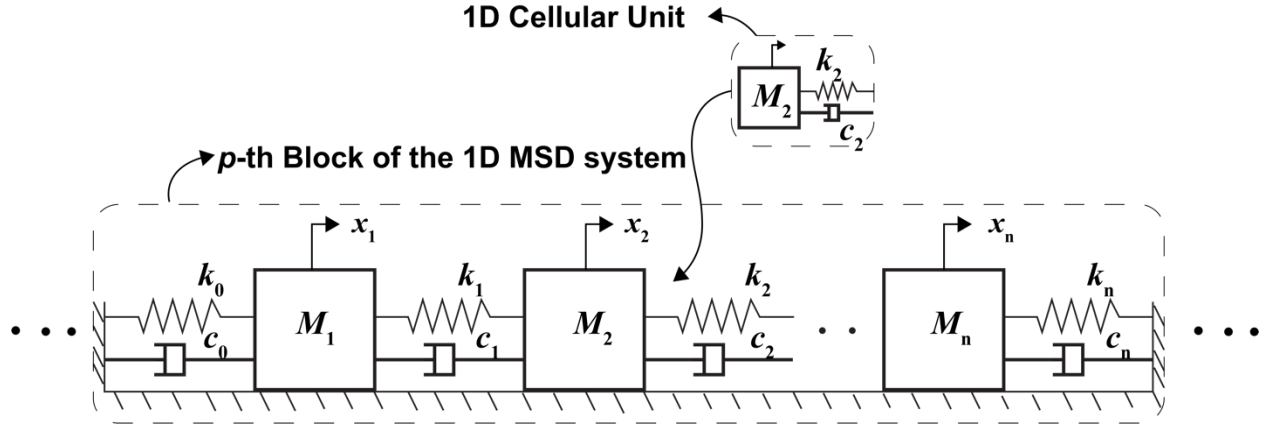 1D Cellular Unit
k₂
M₂
c₂
p-th Block of the 1D MSD system
x₁ x₂ xₙ
k₀ k₁ k₂ kₙ
M₁ M₂ Mₙ
c₀ c₁ c₂ cₙ